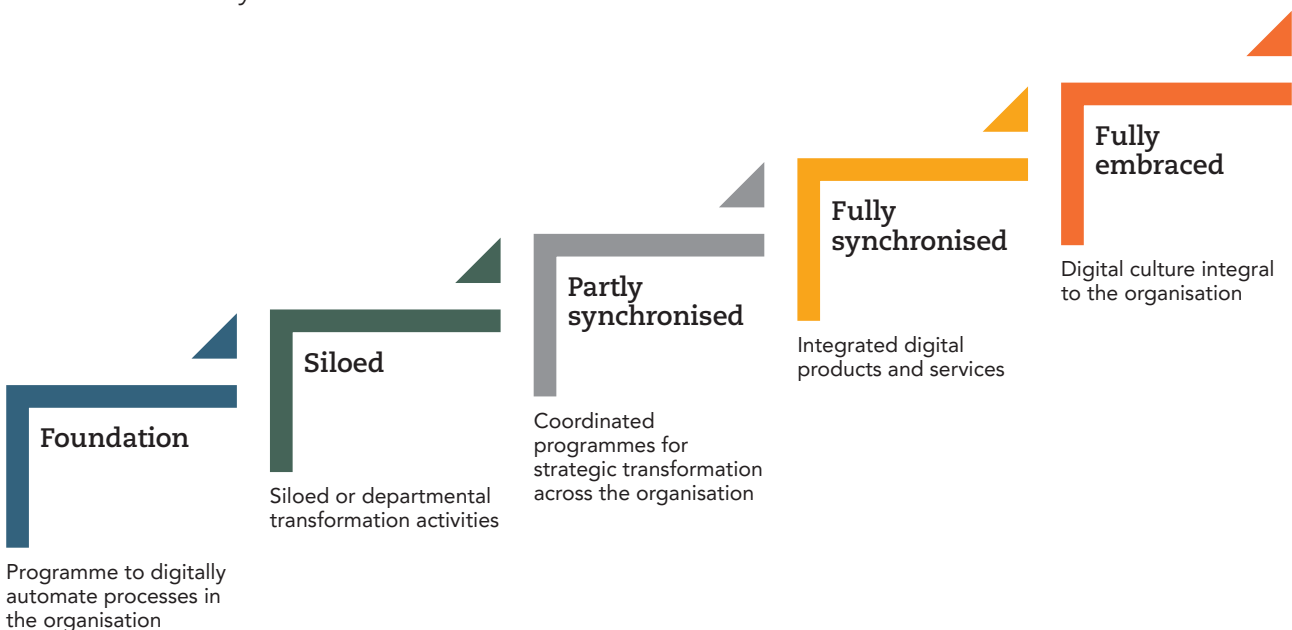 Foundation
Programme to digitally
automate processes in
the organisation
Siloed
Siloed or departmental
transformation activities
Partly
synchronised
Coordinated
programmes for
strategic transformation
across the organisation
Fully
synchronised
Integrated digital
products and services
Fully
embraced
Digital culture integral
to the organisation